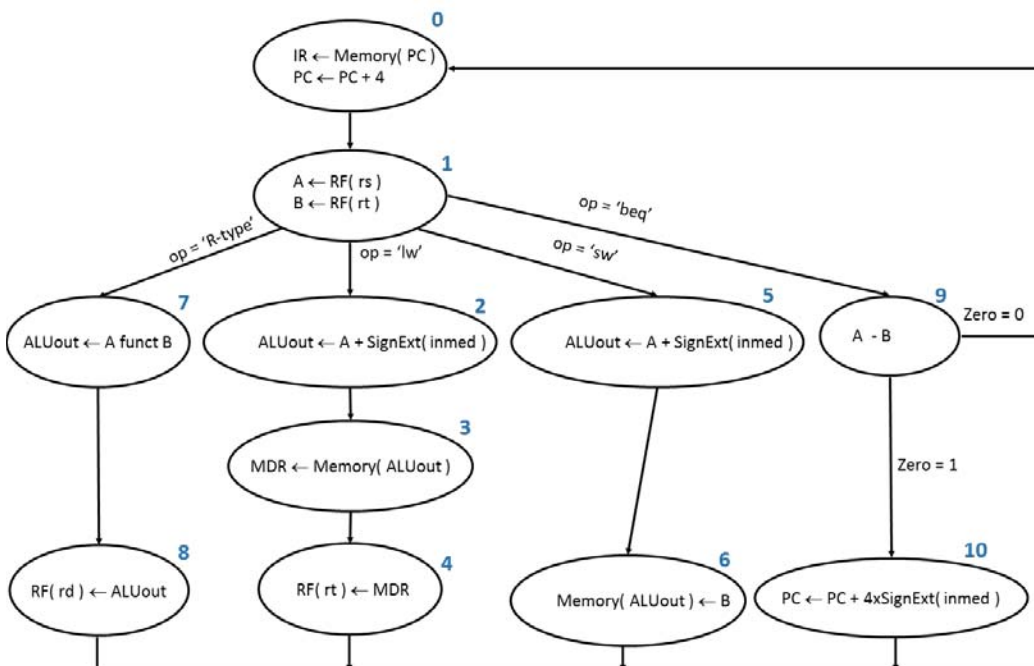 0
IR ← Memory( PC )
PC ← PC + 4
1
A ← RF( rs )
B ← RF( rt )
op = ‘R-type’
op = ‘lw’
op = ‘sw’
op = ‘beq’
7
ALUout ← A funct B
2
ALUout ← A + SignExt( inmed )
5
ALUout ← A + SignExt( inmed )
9
A - B
Zero = 0
3
MDR ← Memory( ALUout )
Zero = 1
8
RF( rd ) ← ALUout
4
RF( rt ) ← MDR
6
Memory( ALUout ) ← B
10
PC ← PC + 4xSignExt( inmed )